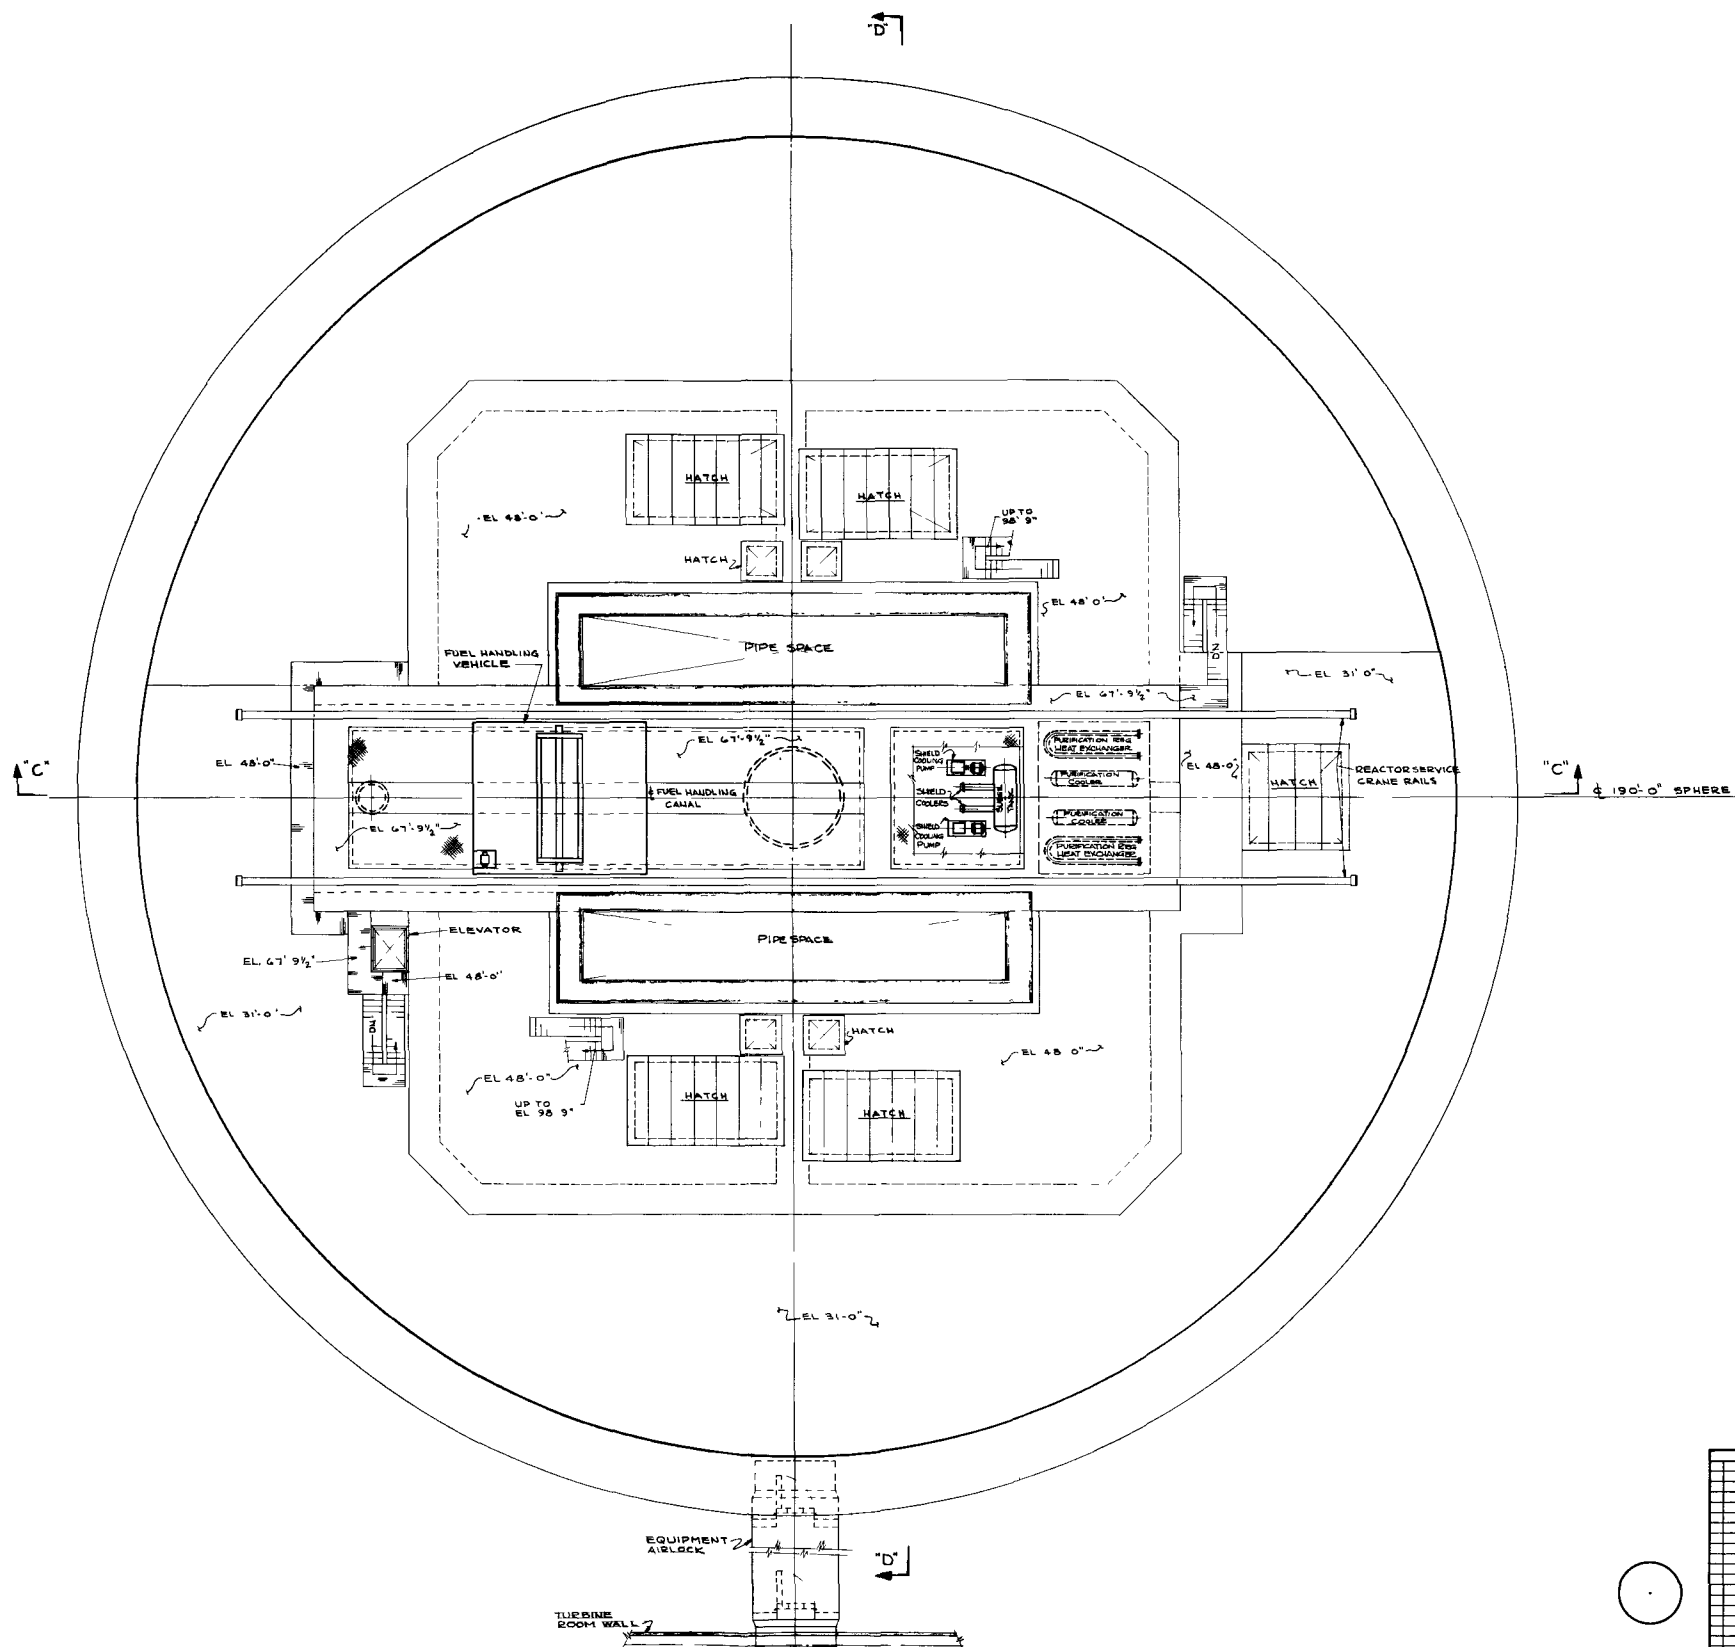 "D"
HATCH
HATCH
EL 48'-0"
UP TO
98' 9"
HATCH
EL 48' 0"
FUEL HANDLING
VEHICLE
PIPE SPACE
DN
EL 31' 0"
EL 67'-9½"
EL 67'-9½"
PURIFICATION REG
HEAT EXCHANGER
SHIELD
COOLING
PUMP
"C"
EL 48'-0"
EL 48-0"
REACTOR SERVICE
CRANE RAILS
HATCH
"C"
PURIFICATION
COOLER
℄ FUEL HANDLING
CANAL
SHIELD
COOLERS
SURGE
TANK
℄ 190'-0" SPHERE
PURIFICATION
COOLER
EL 67'-9½"
SHIELD
COOLING
PUMP
PURIFICATION REG
HEAT EXCHANGER
ELEVATOR
PIPE SPACE
EL. 67' 9½"
EL 48'-0"
EL 31'-0"
DN
HATCH
EL 48'-0"
EL 48 0"
UP TO
EL 98 9"
HATCH
HATCH
EL 31-0"
EQUIPMENT
AIRLOCK
"D"
TURBINE
ROOM WALL